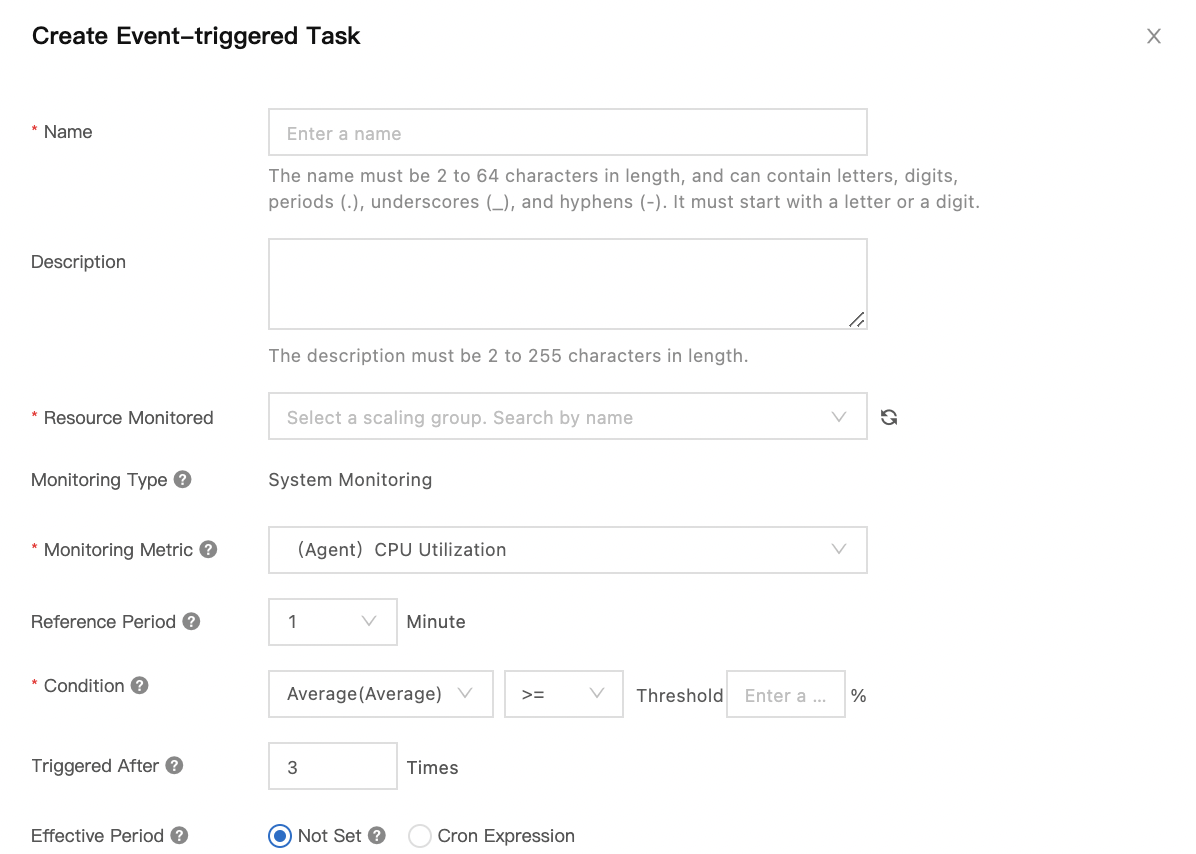 Create Event-triggered Task
* Name
Enter a name
The name must be 2 to 64 characters in length, and can contain letters, digits,
periods (.), underscores (_), and hyphens (-). It must start with a letter or a digit.
Description
The description must be 2 to 255 characters in length.
* Resource Monitored
Select a scaling group. Search by name
Monitoring Type ?
System Monitoring
* Monitoring Metric ?
(Agent) CPU Utilization
Reference Period ?
1
Minute
* Condition ?
Average(Average)
>=
Threshold
Enter a ...
%
Triggered After ?
3
Times
Effective Period ?
Not Set ?
Cron Expression